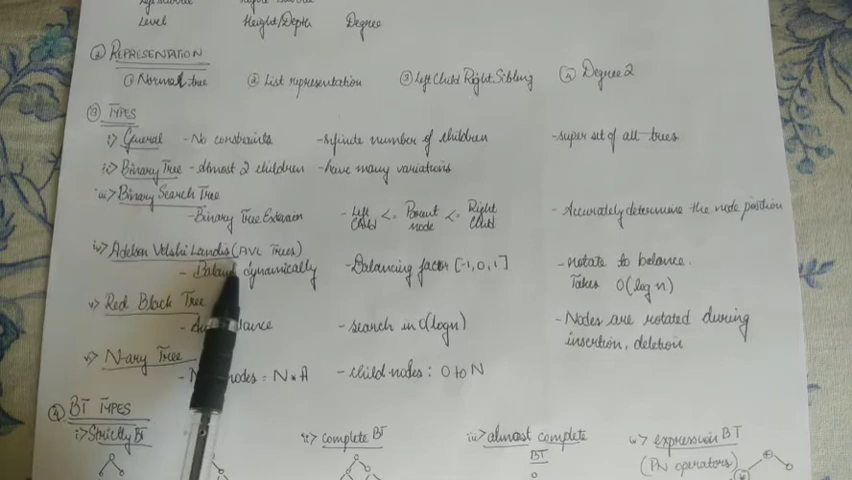 Level Height/Depth Degree
② REPRESENTATION
① Normal tree ② List representation ③ Left Child Right Sibling ④ Degree 2
③ TYPES
i> General - No constraints - infinite number of children - super set of all trees
ii> Binary Tree - Atmost 2 children - have many variations
iii> Binary Search Tree
- Binary Tree Extension - Left Child <= Parent node <= Right Child - Accurately determine the node position
iv> Adelson Velshi Landis (AVL Trees)
- Balance dynamically - Balancing factor [-1, 0, 1] - rotate to balance.
Takes O(log n)
v> Red Black Tree
- search in O(logn) - Nodes are rotated during
insertion, deletion
vi> N-ary Tree
nodes = N * A - child nodes: 0 to N
④ BT TYPES
i> Strictly BT ii> complete BT iii> almost complete BT iv> expression BT
(PN operators)